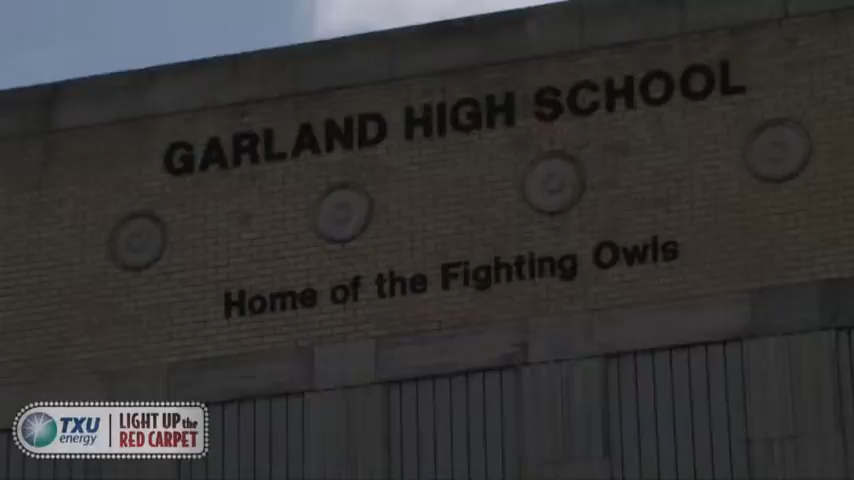 GARLAND HIGH SCHOOL
Home of the Fighting Owls
TXU
energy
LIGHT UP the
RED CARPET